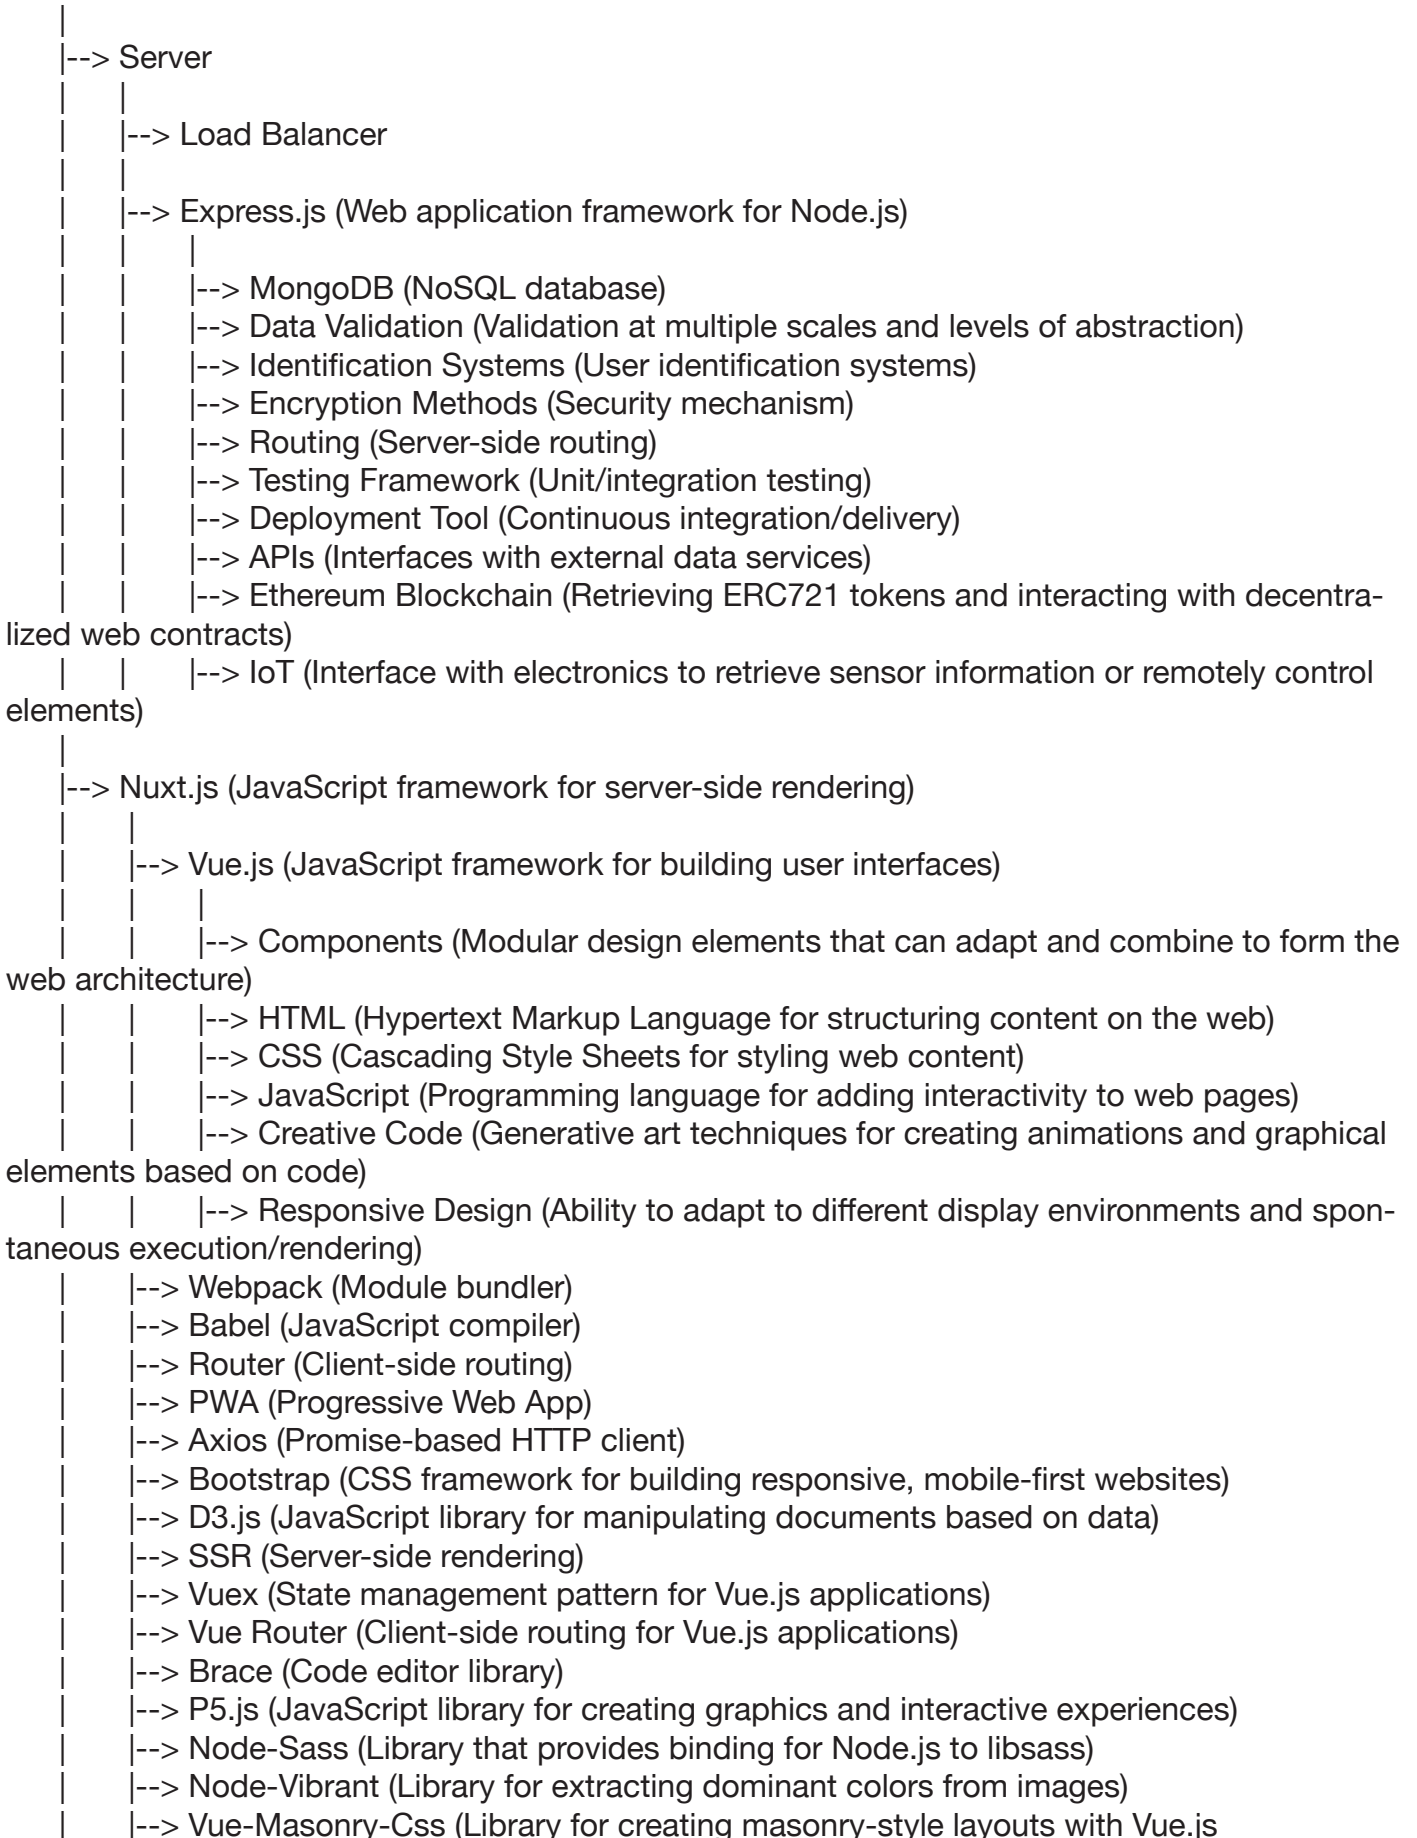 |
|--> Server
| |
| |--> Load Balancer
| |
| |--> Express.js (Web application framework for Node.js)
| | |
| | |--> MongoDB (NoSQL database)
| | |--> Data Validation (Validation at multiple scales and levels of abstraction)
| | |--> Identification Systems (User identification systems)
| | |--> Encryption Methods (Security mechanism)
| | |--> Routing (Server-side routing)
| | |--> Testing Framework (Unit/integration testing)
| | |--> Deployment Tool (Continuous integration/delivery)
| | |--> APIs (Interfaces with external data services)
| | |--> Ethereum Blockchain (Retrieving ERC721 tokens and interacting with decentra-
lized web contracts)
| | |--> IoT (Interface with electronics to retrieve sensor information or remotely control
elements)
|
|--> Nuxt.js (JavaScript framework for server-side rendering)
| |
| |--> Vue.js (JavaScript framework for building user interfaces)
| | |
| | |--> Components (Modular design elements that can adapt and combine to form the
web architecture)
| | |--> HTML (Hypertext Markup Language for structuring content on the web)
| | |--> CSS (Cascading Style Sheets for styling web content)
| | |--> JavaScript (Programming language for adding interactivity to web pages)
| | |--> Creative Code (Generative art techniques for creating animations and graphical
elements based on code)
| | |--> Responsive Design (Ability to adapt to different display environments and spon-
taneous execution/rendering)
| |--> Webpack (Module bundler)
| |--> Babel (JavaScript compiler)
| |--> Router (Client-side routing)
| |--> PWA (Progressive Web App)
| |--> Axios (Promise-based HTTP client)
| |--> Bootstrap (CSS framework for building responsive, mobile-first websites)
| |--> D3.js (JavaScript library for manipulating documents based on data)
| |--> SSR (Server-side rendering)
| |--> Vuex (State management pattern for Vue.js applications)
| |--> Vue Router (Client-side routing for Vue.js applications)
| |--> Brace (Code editor library)
| |--> P5.js (JavaScript library for creating graphics and interactive experiences)
| |--> Node-Sass (Library that provides binding for Node.js to libsass)
| |--> Node-Vibrant (Library for extracting dominant colors from images)
| |--> Vue-Masonry-Css (Library for creating masonry-style layouts with Vue.js